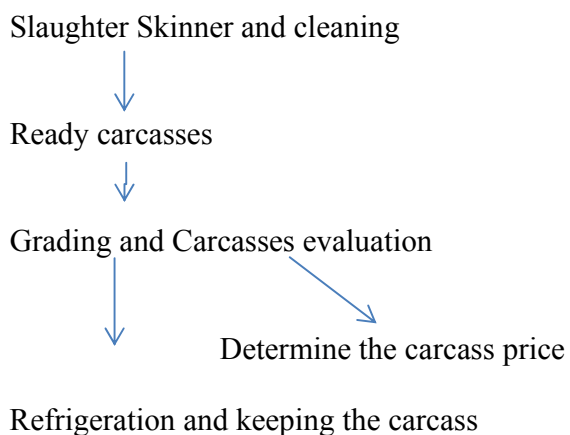 Slaughter Skinner and cleaning
Ready carcasses
Grading and Carcasses evaluation
Determine the carcass price
Refrigeration and keeping the carcass